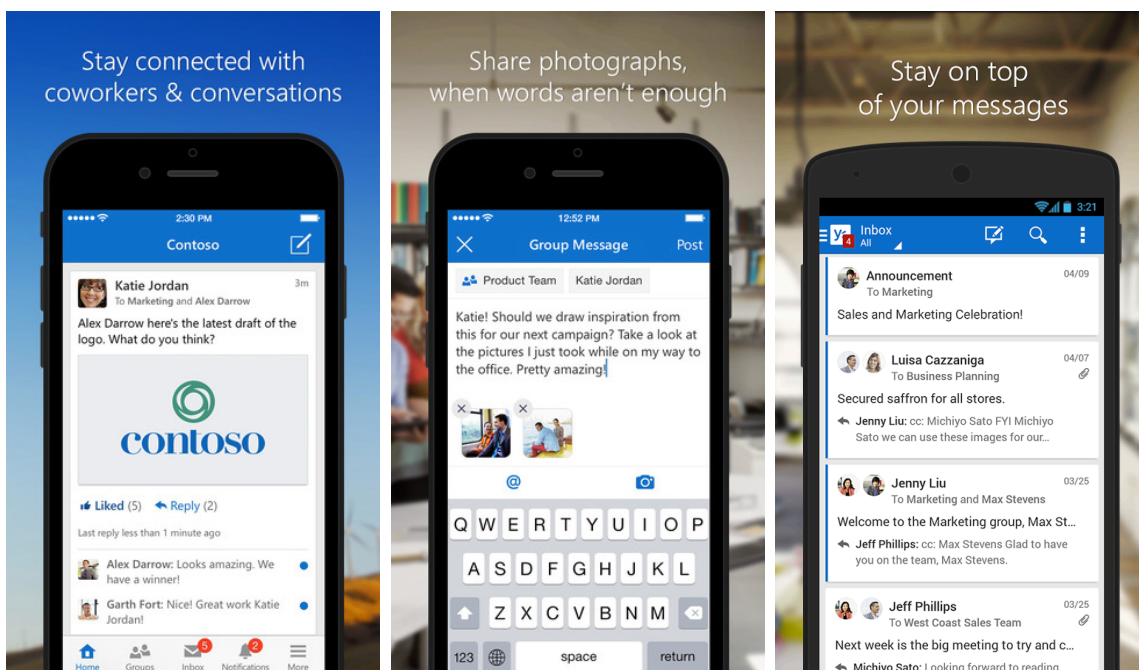 Stay connected with
coworkers & conversations
2:30 PM
Contoso
Katie Jordan
3m
To Marketing and Alex Darrow
Alex Darrow here's the latest draft of the
logo. What do you think?
contoso
Liked (5)
Reply (2)
Last reply less than 1 minute ago
Alex Darrow: Looks amazing. We
have a winner!
Garth Fort: Nice! Great work Katie
Jordan!
5
2
Home
Groups
Inbox
Notifications
More
Share photographs,
when words aren't enough
12:52 PM
Group Message
Post
Product Team
Katie Jordan
Katie! Should we draw inspiration from
this for our next campaign? Take a look at
the pictures I just took while on my way to
the office. Pretty amazing!
@
Q W E R T Y U I O P
A S D F G H J K L
Z X C V B N M
123
space
return
Stay on top
of your messages
3:21
4
Inbox
All
Announcement
04/09
To Marketing
Sales and Marketing Celebration!
Luisa Cazzaniga
04/07
To Business Planning
Secured saffron for all stores.
Jenny Liu: cc: Michiyo Sato FYI Michiyo
Sato we can use these images for our...
Jenny Liu
03/25
To Marketing and Max Stevens
Welcome to the Marketing group, Max St...
Jeff Phillips: cc: Max Stevens Glad to have
you on the team, Max Stevens.
Jeff Phillips
03/25
To West Coast Sales Team
Next week is the big meeting to try and c...
Michiyo Sato: Looking forward to reading